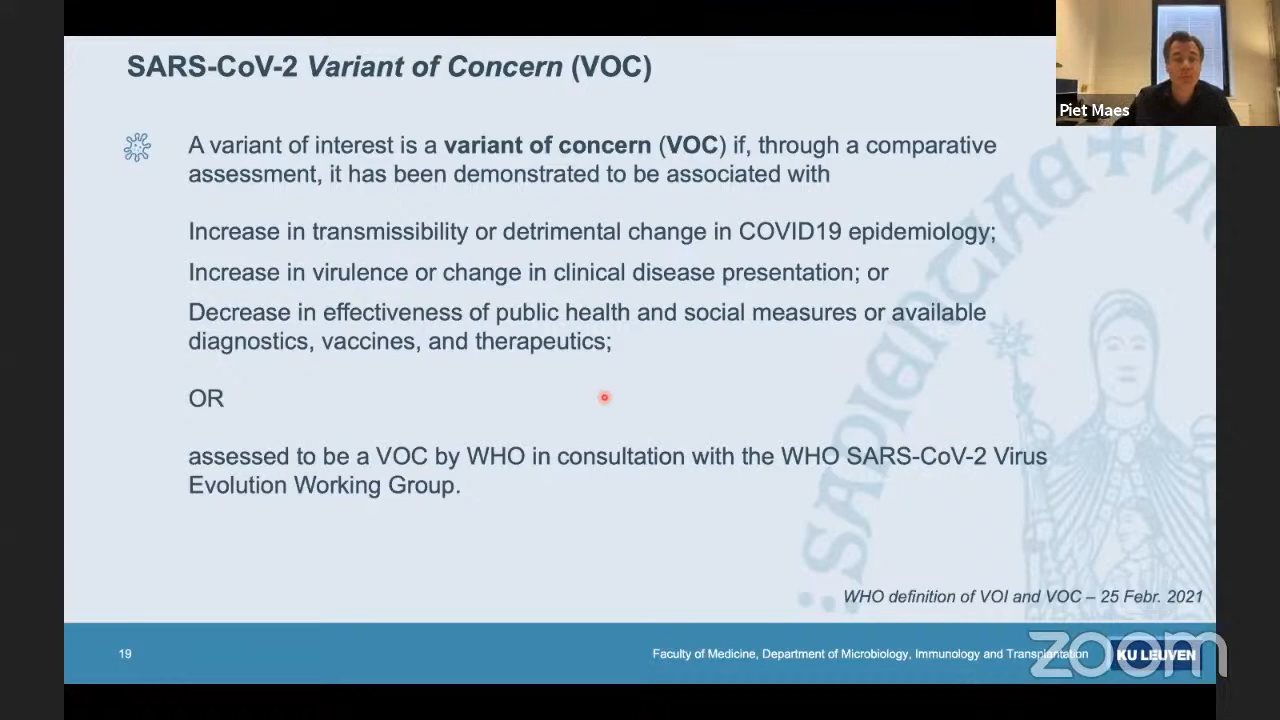 SARS-CoV-2 Variant of Concern (VOC)
Piet Maes
A variant of interest is a variant of concern (VOC) if, through a comparative
assessment, it has been demonstrated to be associated with
Increase in transmissibility or detrimental change in COVID19 epidemiology;
Increase in virulence or change in clinical disease presentation; or
Decrease in effectiveness of public health and social measures or available
diagnostics, vaccines, and therapeutics;
OR
assessed to be a VOC by WHO in consultation with the WHO SARS-CoV-2 Virus
Evolution Working Group.
WHO definition of VOI and VOC – 25 Febr. 2021
19
Faculty of Medicine, Department of Microbiology, Immunology and Transplantation
KU LEUVEN
zoom